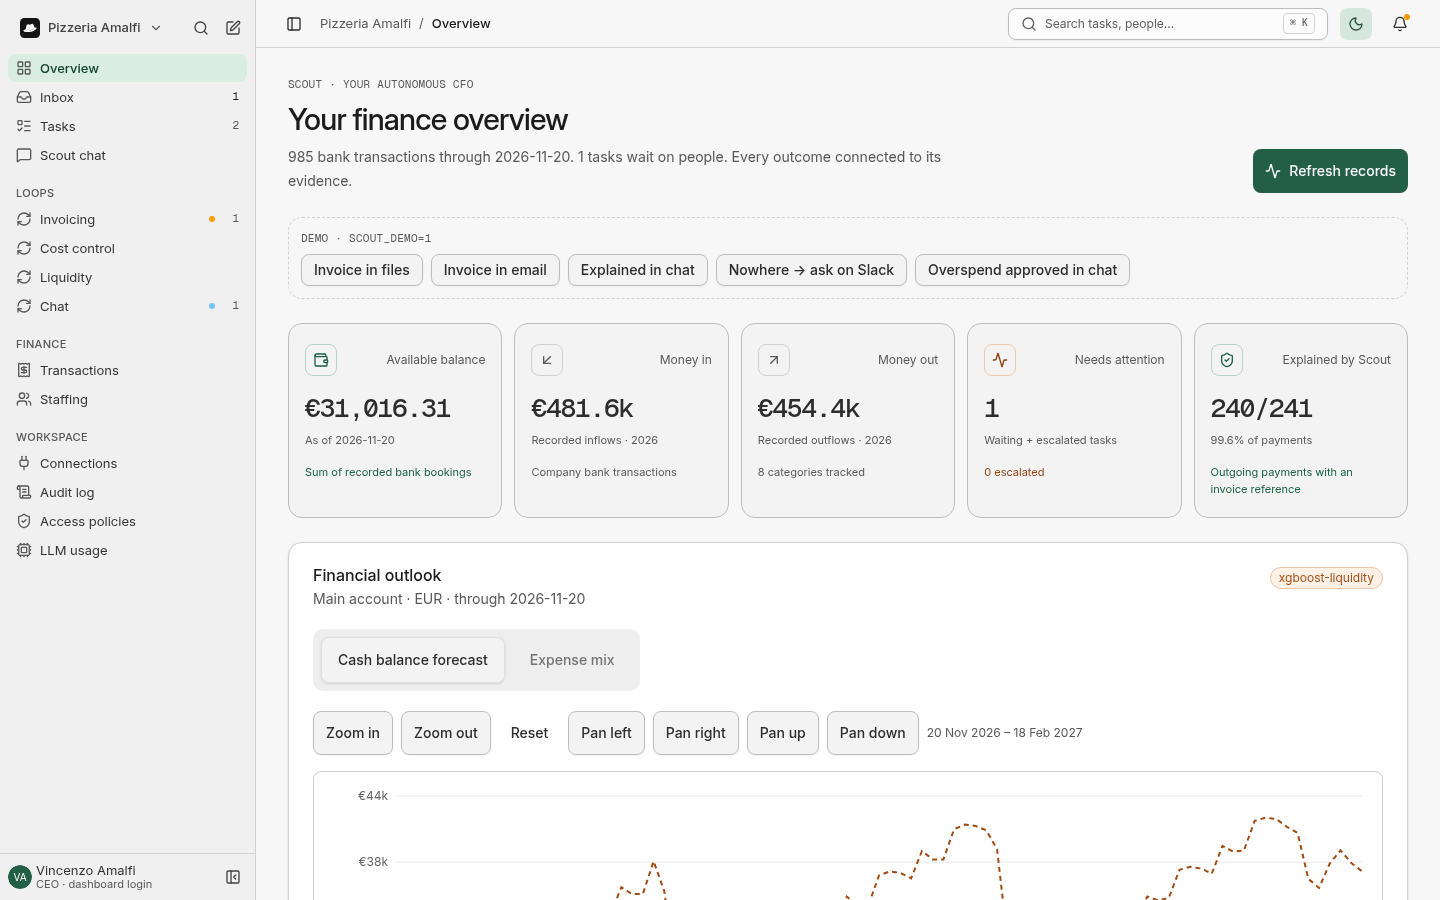 Pizzeria Amalfi
Overview
Inbox 1
Tasks 2
Scout chat
LOOPS
Invoicing 1
Cost control
Liquidity
Chat 1
FINANCE
Transactions
Staffing
WORKSPACE
Connections
Audit log
Access policies
LLM usage
VA
Vincenzo Amalfi
CEO · dashboard login
Pizzeria Amalfi / Overview
Search tasks, people... ⌘ K
SCOUT · YOUR AUTONOMOUS CFO
Your finance overview
985 bank transactions through 2026-11-20. 1 tasks wait on people. Every outcome connected to its
evidence.
Refresh records
DEMO · SCOUT_DEMO=1
Invoice in files Invoice in email Explained in chat Nowhere → ask on Slack Overspend approved in chat
Available balance
€31,016.31
As of 2026-11-20
Sum of recorded bank bookings
Money in
€481.6k
Recorded inflows · 2026
Company bank transactions
Money out
€454.4k
Recorded outflows · 2026
8 categories tracked
Needs attention
1
Waiting + escalated tasks
0 escalated
Explained by Scout
240/241
99.6% of payments
Outgoing payments with an
invoice reference
Financial outlook
xgboost-liquidity
Main account · EUR · through 2026-11-20
Cash balance forecast Expense mix
Zoom in Zoom out Reset Pan left Pan right Pan up Pan down 20 Nov 2026 – 18 Feb 2027
€44k
€38k